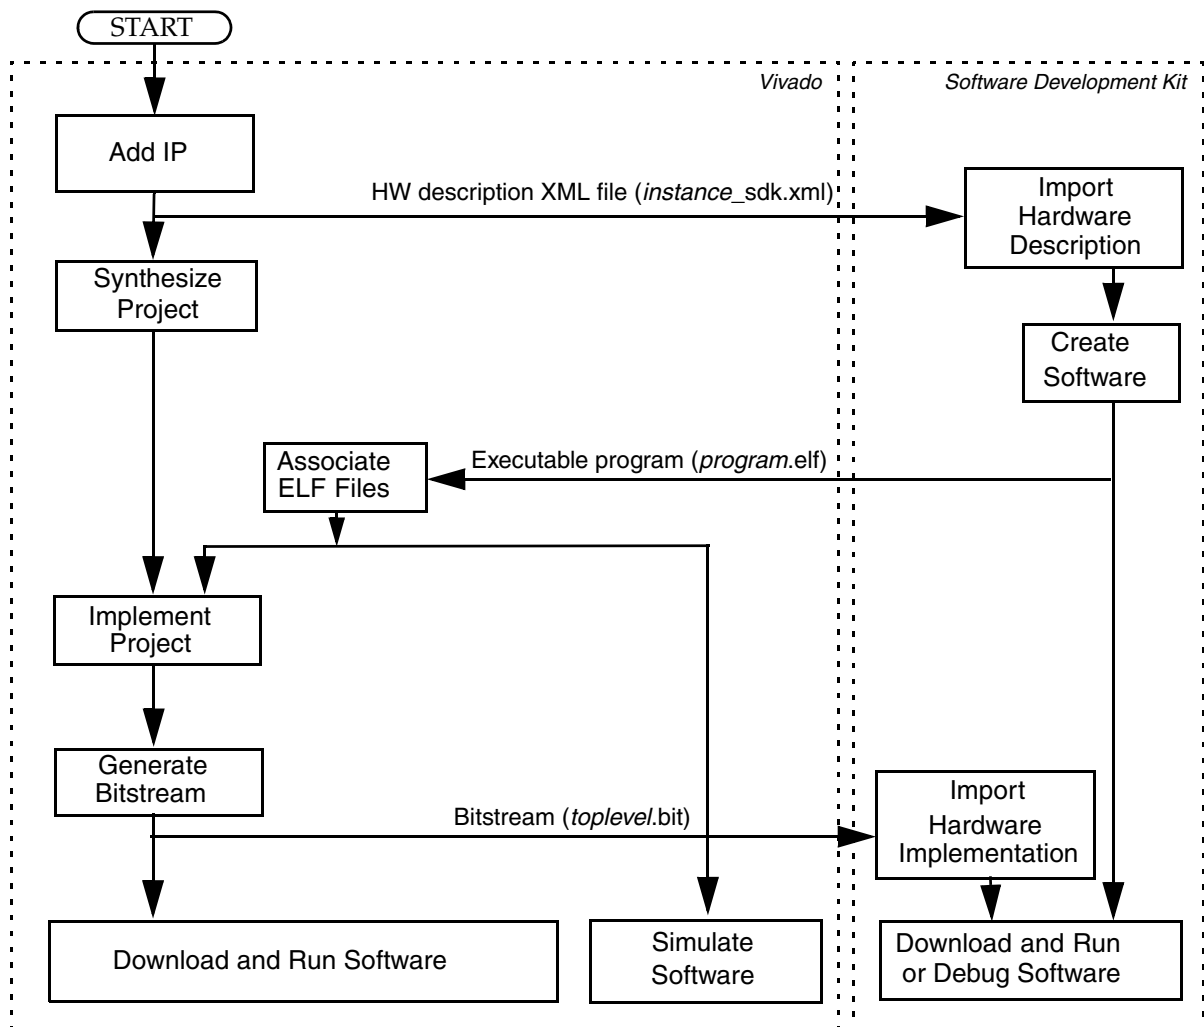 START
Vivado
Software Development Kit
Add IP
HW description XML file (instance_sdk.xml)
Import
Hardware
Description
Synthesize
Project
Create
Software
Associate
ELF Files
Executable program (program.elf)
Implement
Project
Generate
Bitstream
Bitstream (toplevel.bit)
Import
Hardware
Implementation
Download and Run Software
Simulate
Software
Download and Run
or Debug Software